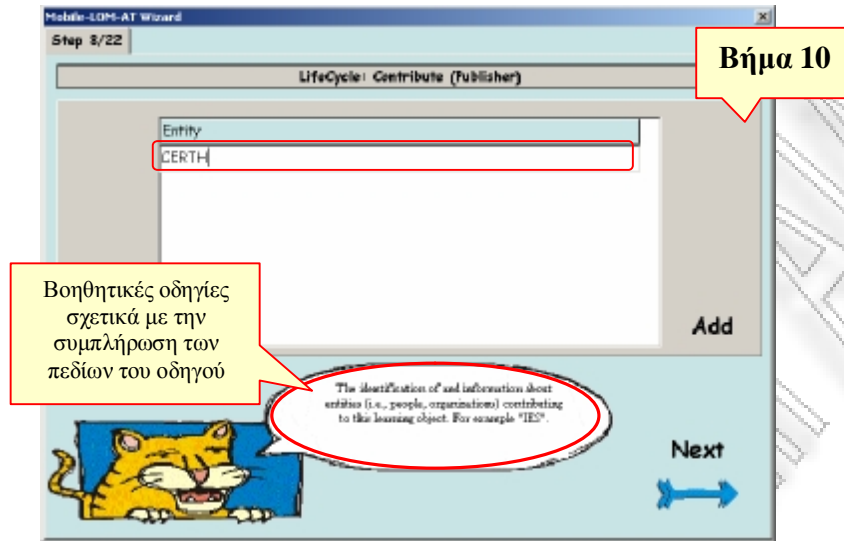 Mobile-LOM-AT Wizard
Step 8/22
Βήμα 10
LifeCycle: Contribute (Publisher)
Entity
CERTH
Βοηθητικές οδηγίες
σχετικά με την
συμπλήρωση των
πεδίων του οδηγού
Add
The identification of and information about
entities (i.e., people, organizations) contributing
to this learning object. For example "IES".
Next